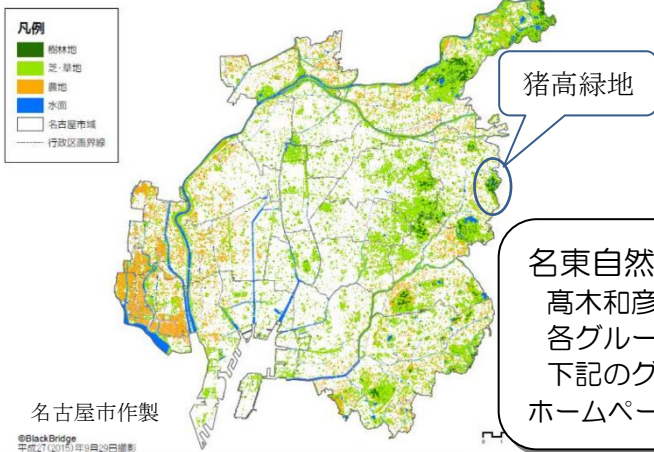 凡例
樹林地
芝・草地
農地
水面
名古屋市域
行政区画界線
猪高緑地
名東自然
髙木和彦
各グルー
下記のグ
ホームペー
名古屋市作製
©BlackBridge
平成27(2015)年9月29日撮影